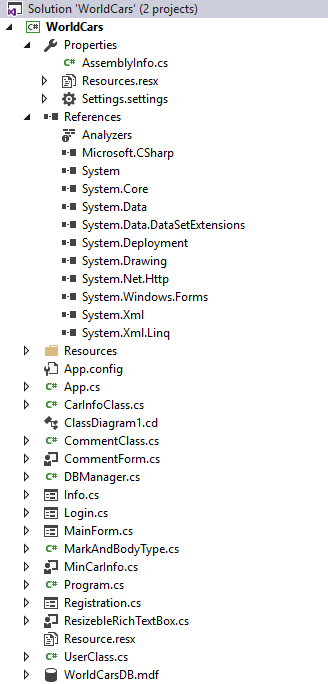 Solution 'WorldCars' (2 projects)
C# WorldCars
Properties
C# AssemblyInfo.cs
Resources.resx
Settings.settings
References
Analyzers
Microsoft.CSharp
System
System.Core
System.Data
System.Data.DataSetExtensions
System.Deployment
System.Drawing
System.Net.Http
System.Windows.Forms
System.Xml
System.Xml.Linq
Resources
App.config
C# App.cs
C# CarInfoClass.cs
ClassDiagram1.cd
C# CommentClass.cs
CommentForm.cs
C# DBManager.cs
Info.cs
Login.cs
MainForm.cs
C# MarkAndBodyType.cs
MinCarInfo.cs
C# Program.cs
Registration.cs
ResizebleRichTextBox.cs
Resource.resx
C# UserClass.cs
WorldCarsDB.mdf